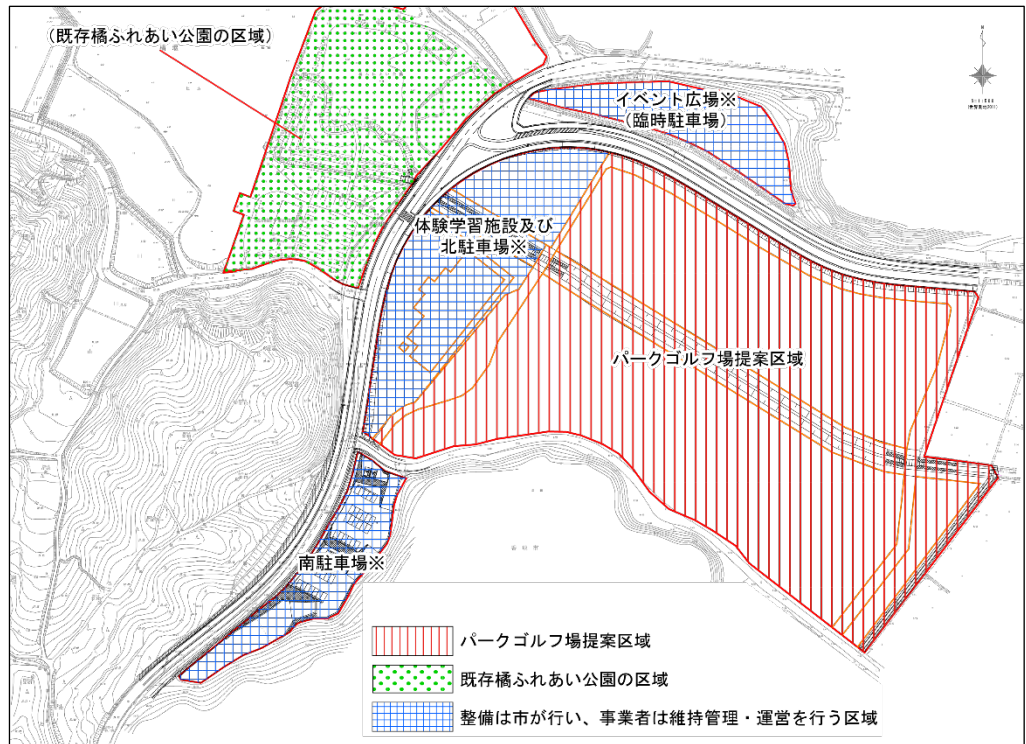 （既存橘ふれあい公園の区域）
イベント広場※
（臨時駐車場）
体験学習施設及び
北駐車場※
パークゴルフ場提案区域
南駐車場※
パークゴルフ場提案区域
既存橘ふれあい公園の区域
整備は市が行い、事業者は維持管理・運営を行う区域